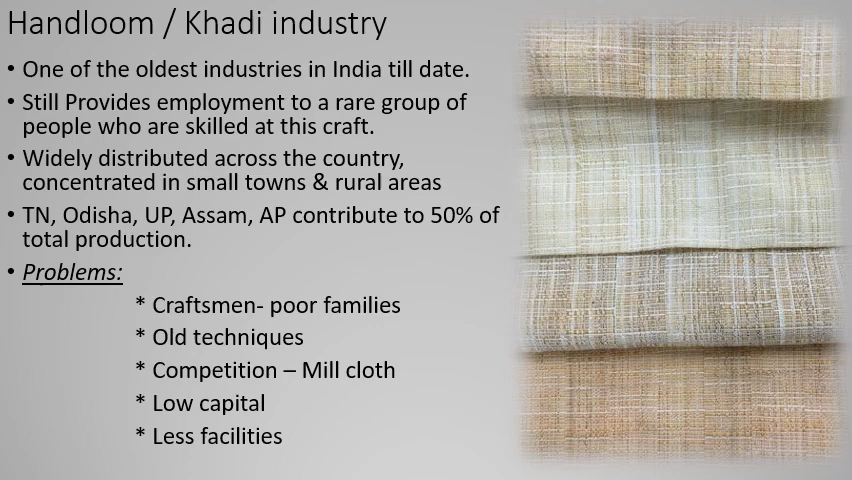 Handloom / Khadi industry
• One of the oldest industries in India till date.
• Still Provides employment to a rare group of
people who are skilled at this craft.
• Widely distributed across the country,
concentrated in small towns & rural areas
• TN, Odisha, UP, Assam, AP contribute to 50% of
total production.
• Problems:
* Craftsmen- poor families
* Old techniques
* Competition – Mill cloth
* Low capital
* Less facilities